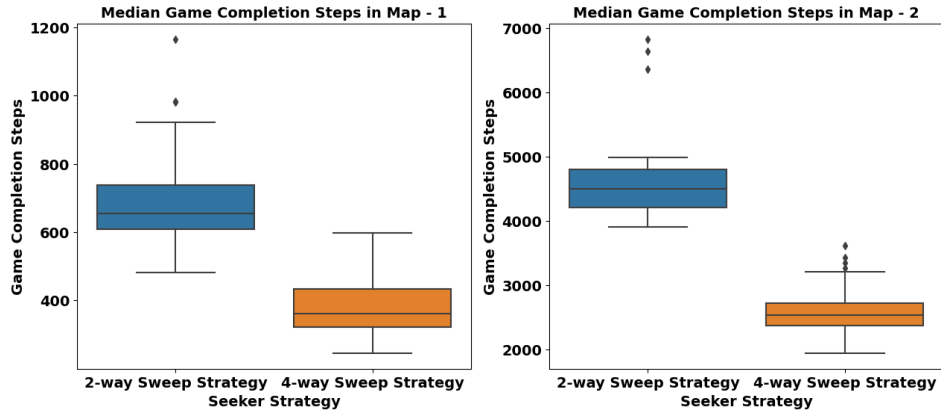 Median Game Completion Steps in Map - 1
Game Completion Steps
1200
1000
800
600
400
2-way Sweep Strategy 4-way Sweep Strategy
Seeker Strategy
Median Game Completion Steps in Map - 2
Game Completion Steps
7000
6000
5000
4000
3000
2000
2-way Sweep Strategy 4-way Sweep Strategy
Seeker Strategy